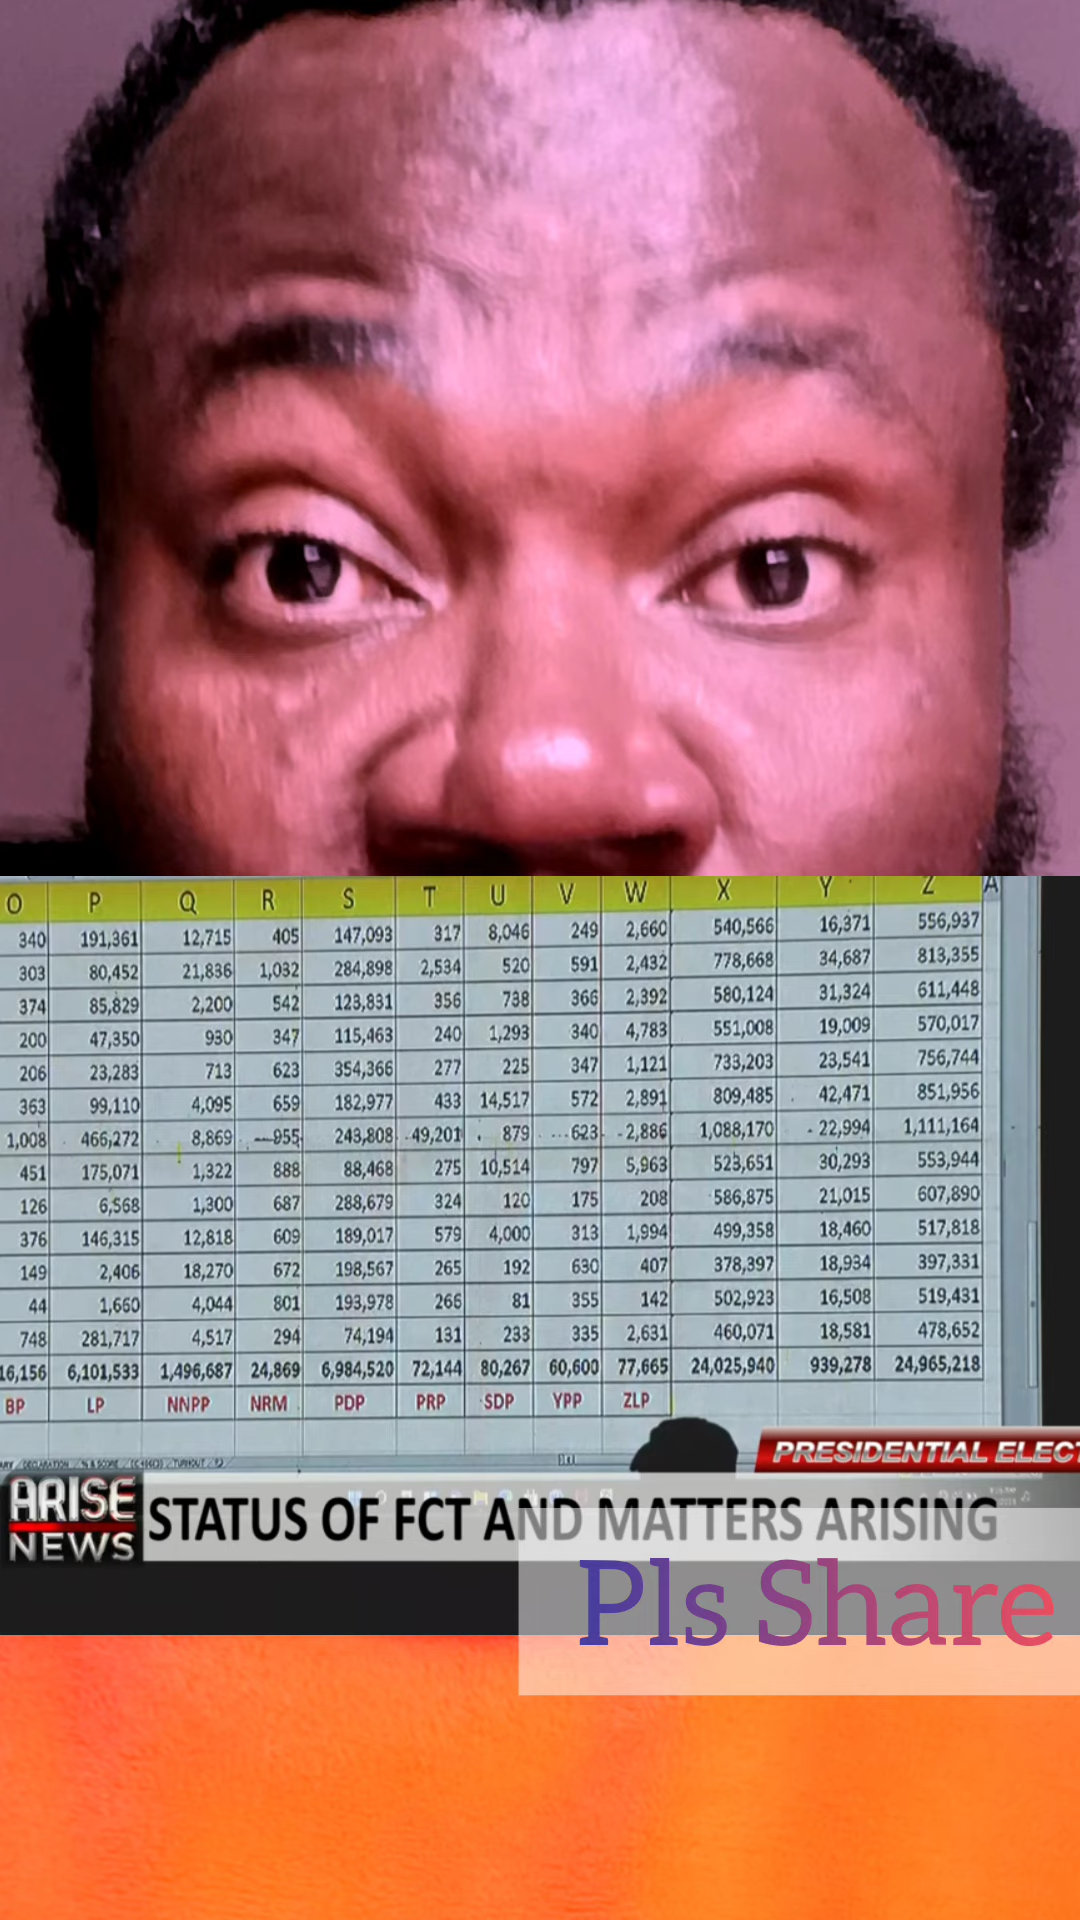 O P Q R S T U V W X Y Z A
340 191,361 12,715 405 147,093 317 8,046 249 2,660 540,566 16,371 556,937
303 80,452 21,836 1,032 284,898 2,534 520 591 2,432 778,668 34,687 813,355
374 85,829 2,200 542 123,831 356 738 366 2,392 580,124 31,324 611,448
200 47,350 930 347 115,463 240 1,293 340 4,783 551,008 19,009 570,017
206 23,283 713 623 354,366 277 225 347 1,121 733,203 23,541 756,744
363 99,110 4,095 659 182,977 433 14,517 572 2,891 809,485 42,471 851,956
1,008 466,272 8,869 955 243,808 49,201 879 623 2,886 1,088,170 22,994 1,111,164
451 175,071 1,322 888 88,468 275 10,514 797 5,963 523,651 30,293 553,944
126 6,568 1,300 687 288,679 324 120 175 208 586,875 21,015 607,890
376 146,315 12,818 609 189,017 579 4,000 313 1,994 499,358 18,460 517,818
149 2,406 18,270 672 198,567 265 192 630 407 378,397 18,934 397,331
44 1,660 4,044 801 193,978 266 81 355 142 502,923 16,508 519,431
748 281,717 4,517 294 74,194 131 233 335 2,631 460,071 18,581 478,652
16,156 6,101,533 1,496,687 24,869 6,984,520 72,144 80,267 60,600 77,665 24,025,940 939,278 24,965,218
BP LP NNPP NRM PDP PRP SDP YPP ZLP
PRESIDENTIAL ELECT
ARISE
NEWS
STATUS OF FCT AND MATTERS ARISING
Pls Share